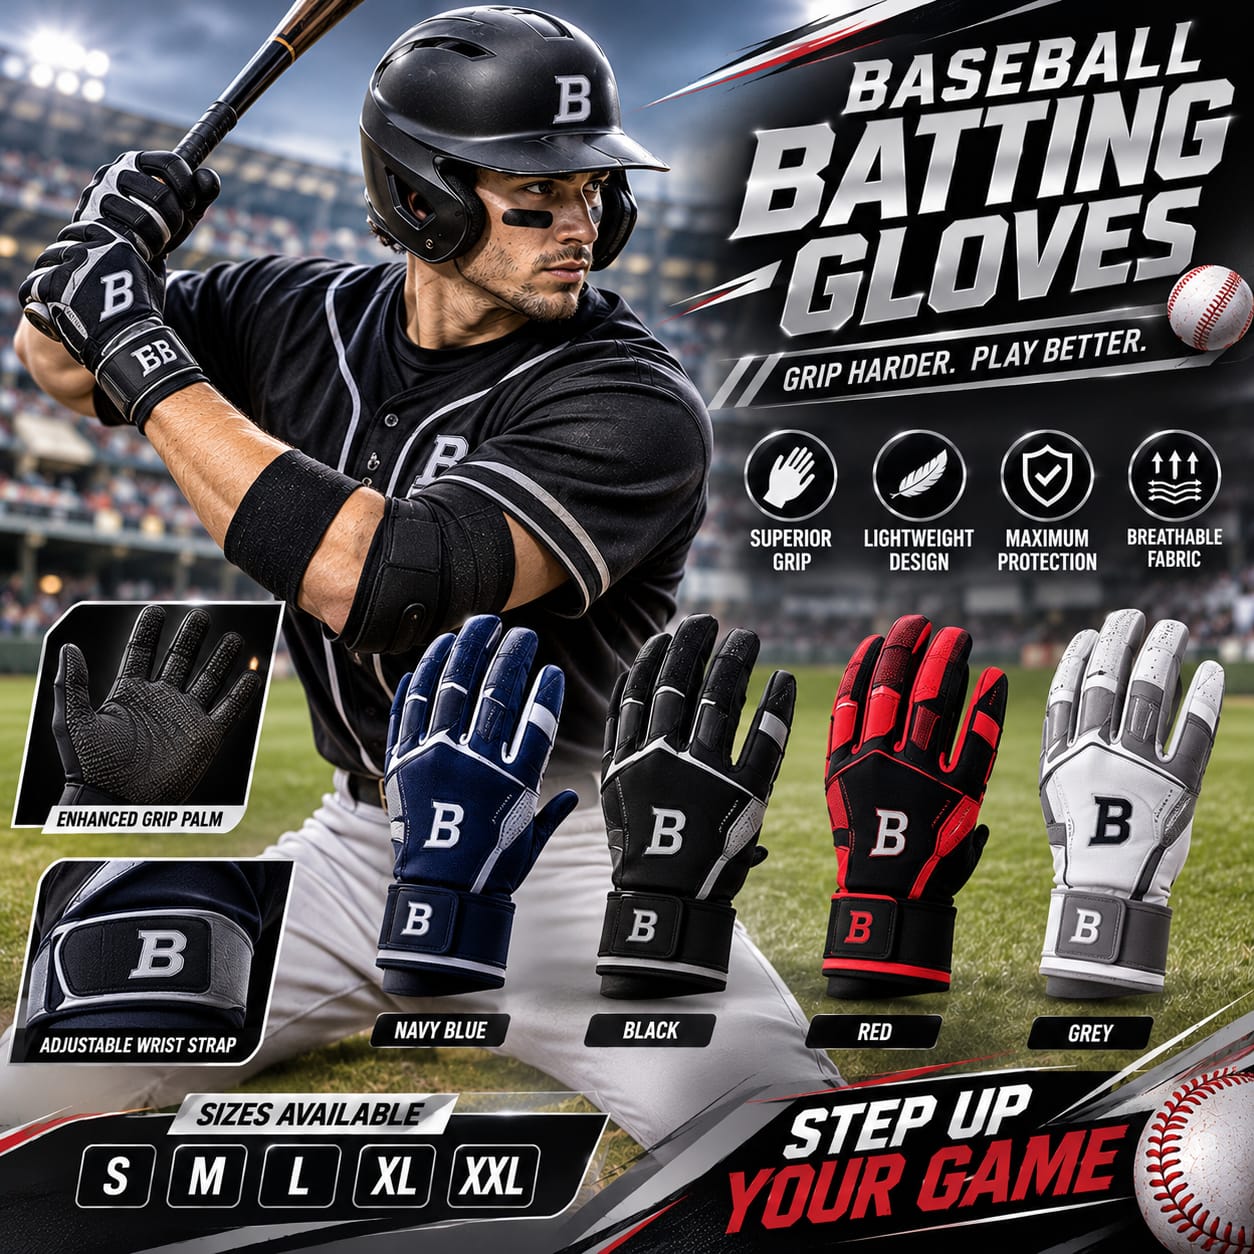 B
BASEBALL
BATTING
GLOVES
GRIP HARDER. PLAY BETTER.
B
BB
B
SUPERIOR
GRIP
LIGHTWEIGHT
DESIGN
MAXIMUM
PROTECTION
BREATHABLE
FABRIC
ENHANCED GRIP PALM
B
B
B
B
B
B
B
B
B
ADJUSTABLE WRIST STRAP
NAVY BLUE
BLACK
RED
GREY
SIZES AVAILABLE
S
M
L
XL
XXL
STEP UP
YOUR GAME